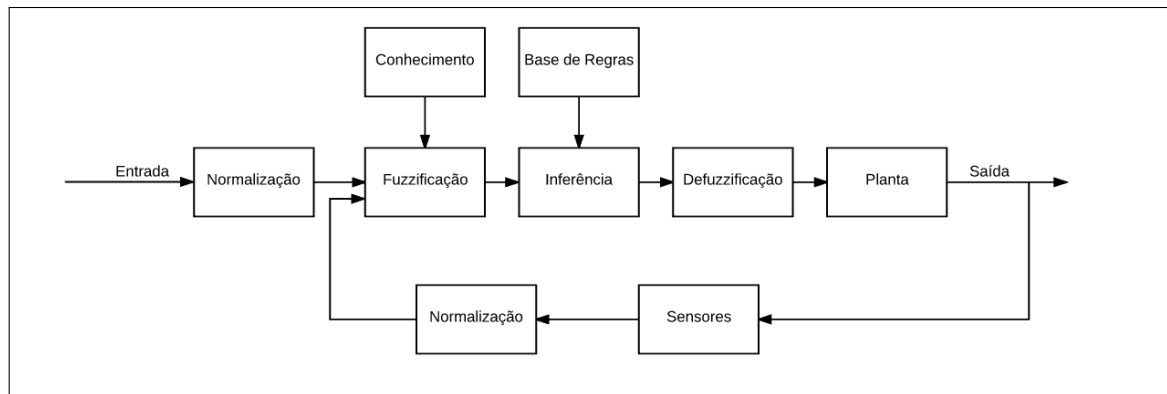 Conhecimento
Base de Regras
Entrada
Normalização
Fuzzificação
Inferência
Defuzzificação
Planta
Saída
Normalização
Sensores